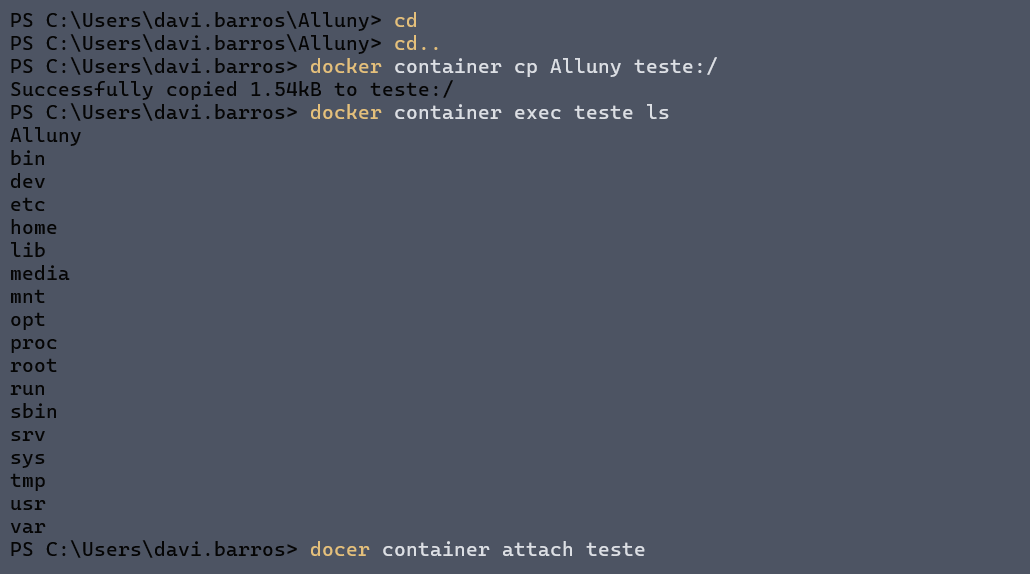 PS C:\Users\davi.barros\Alluny> cd
PS C:\Users\davi.barros\Alluny> cd..
PS C:\Users\davi.barros> docker container cp Alluny teste:/
Successfully copied 1.54kB to teste:/
PS C:\Users\davi.barros> docker container exec teste ls
Alluny
bin
dev
etc
home
lib
media
mnt
opt
proc
root
run
sbin
srv
sys
tmp
usr
var
PS C:\Users\davi.barros> docer container attach teste